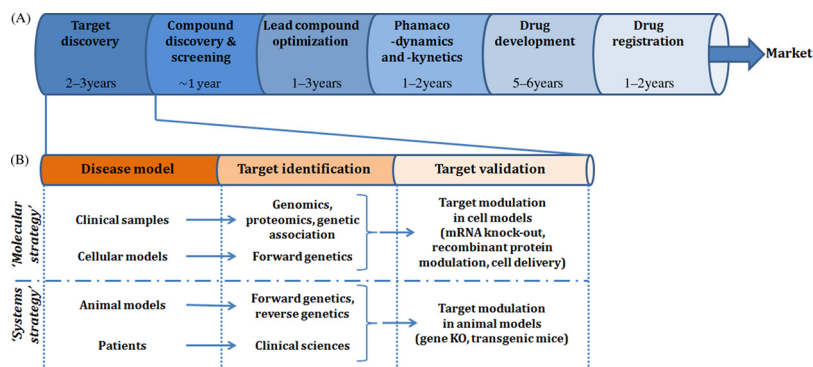 (A)
Target
discovery
2–3years
Compound
discovery &
screening
~1 year
Lead compound
optimization
1–3years
Phamaco
-dynamics
and -kynetics
1–2years
Drug
development
5–6years
Drug
registration
1–2years
Market
(B)
Disease model
Target identification
Target validation
'Molecular
strategy'
Clinical samples
Genomics,
proteomics, genetic
association
Cellular models
Forward genetics
Target modulation
in cell models
(mRNA knock-out,
recombinant protein
modulation, cell delivery)
'Systems
strategy'
Animal models
Forward genetics,
reverse genetics
Patients
Clinical sciences
Target modulation
in animal models
(gene KO, transgenic mice)